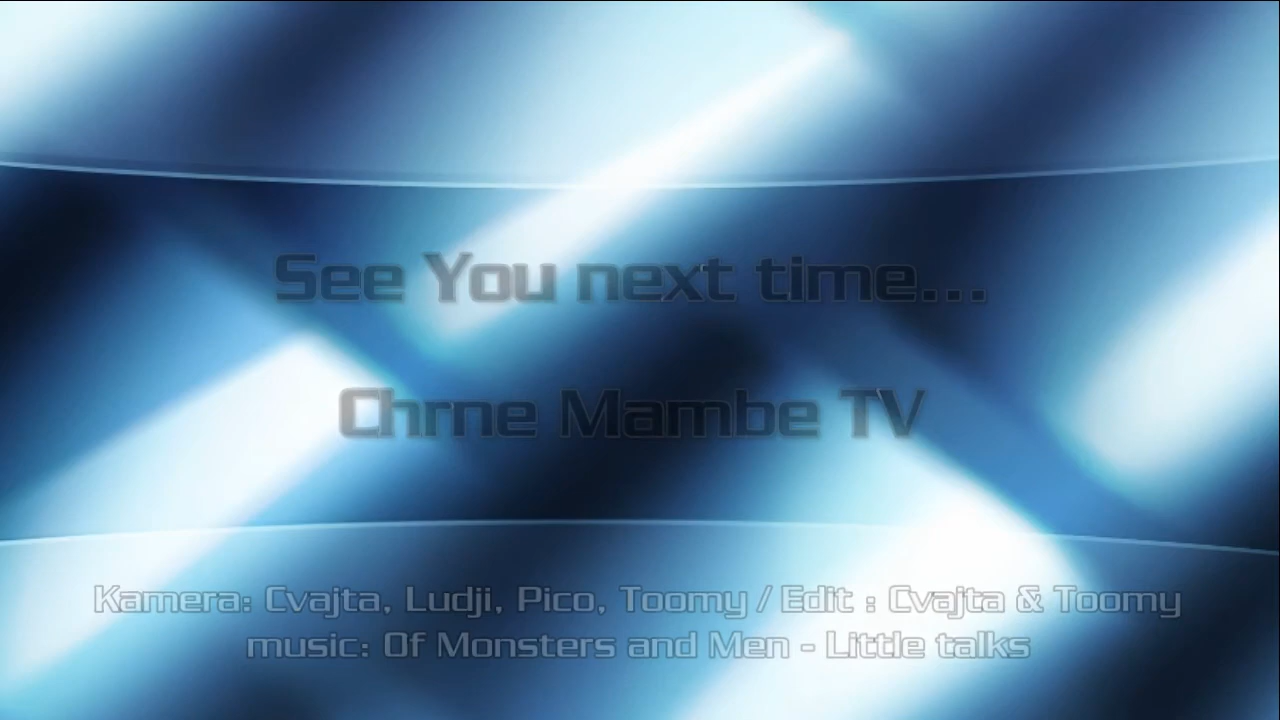 See You next time...
Chrne Mambe TV
Kamera: Cvajta, Ludji, Pico, Toomy / Edit : Cvajta & Toomy
music: Of Monsters and Men - Little talks